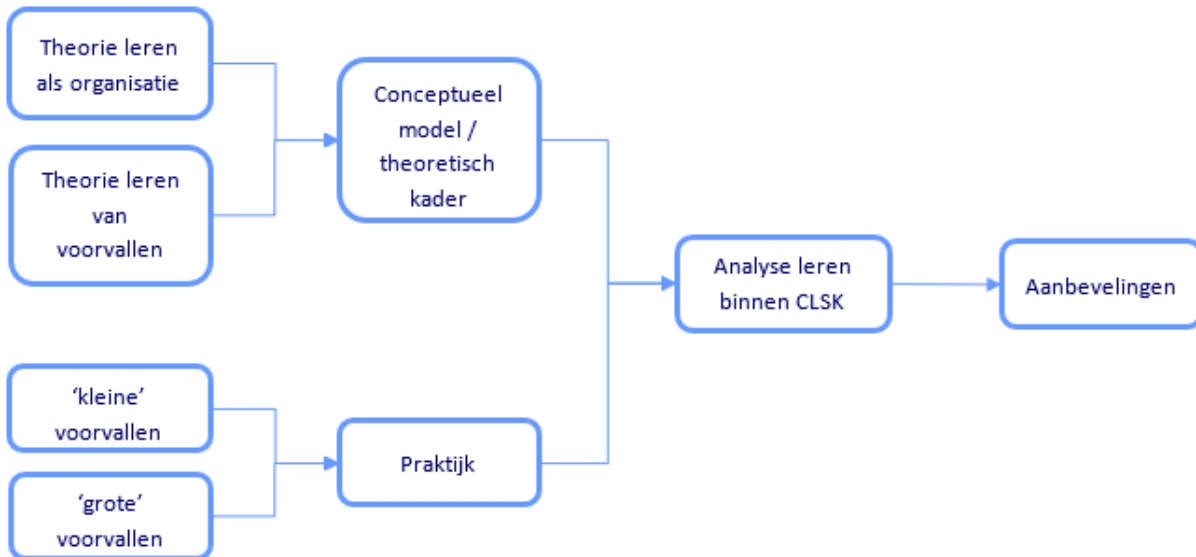 Theorie leren
als organisatie
Theorie leren
van
voorvallen
Conceptueel
model /
theoretisch
kader
Analyse leren
binnen CLSK
Aanbevelingen
‘kleine’
voorvallen
‘grote’
voorvallen
Praktijk